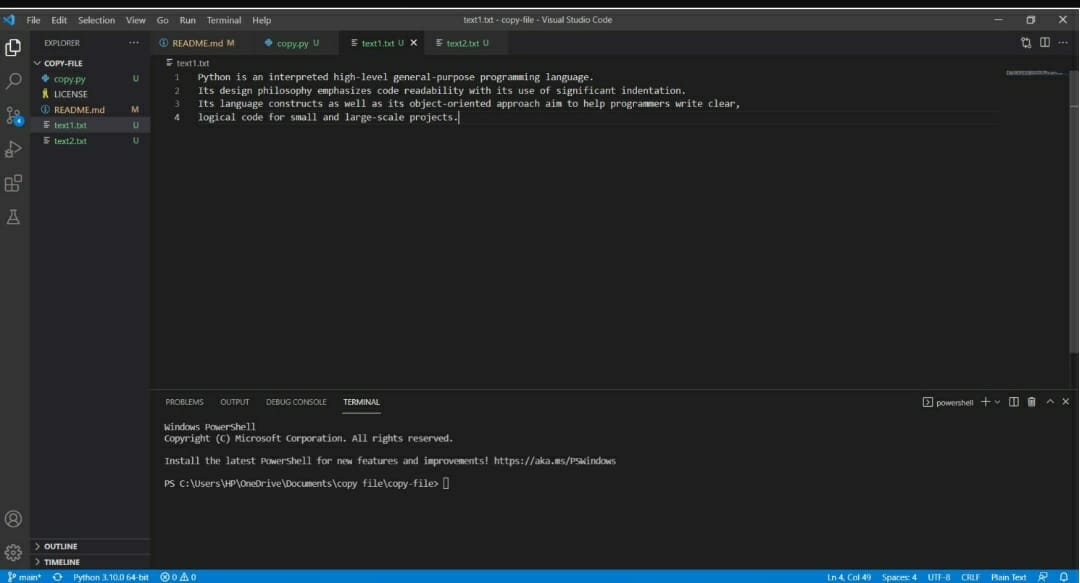 File Edit Selection View Go Run Terminal Help text1.txt - copy-file - Visual Studio Code
EXPLORER ··· README.md M copy.py U text1.txt U text2.txt U
COPY-FILE
copy.py U
LICENSE
README.md M
text1.txt U
text2.txt U
text1.txt
1 Python is an interpreted high-level general-purpose programming language.
2 Its design philosophy emphasizes code readability with its use of significant indentation.
3 Its language constructs as well as its object-oriented approach aim to help programmers write clear,
4 logical code for small and large-scale projects.
4
PROBLEMS OUTPUT DEBUG CONSOLE TERMINAL powershell
Windows PowerShell
Copyright (C) Microsoft Corporation. All rights reserved.
Install the latest PowerShell for new features and improvements! https://aka.ms/PSWindows
PS C:\Users\HP\OneDrive\Documents\copy file\copy-file>
OUTLINE
TIMELINE
main* Python 3.10.0 64-bit 0 0 Ln 4, Col 49 Spaces: 4 UTF-8 CRLF Plain Text